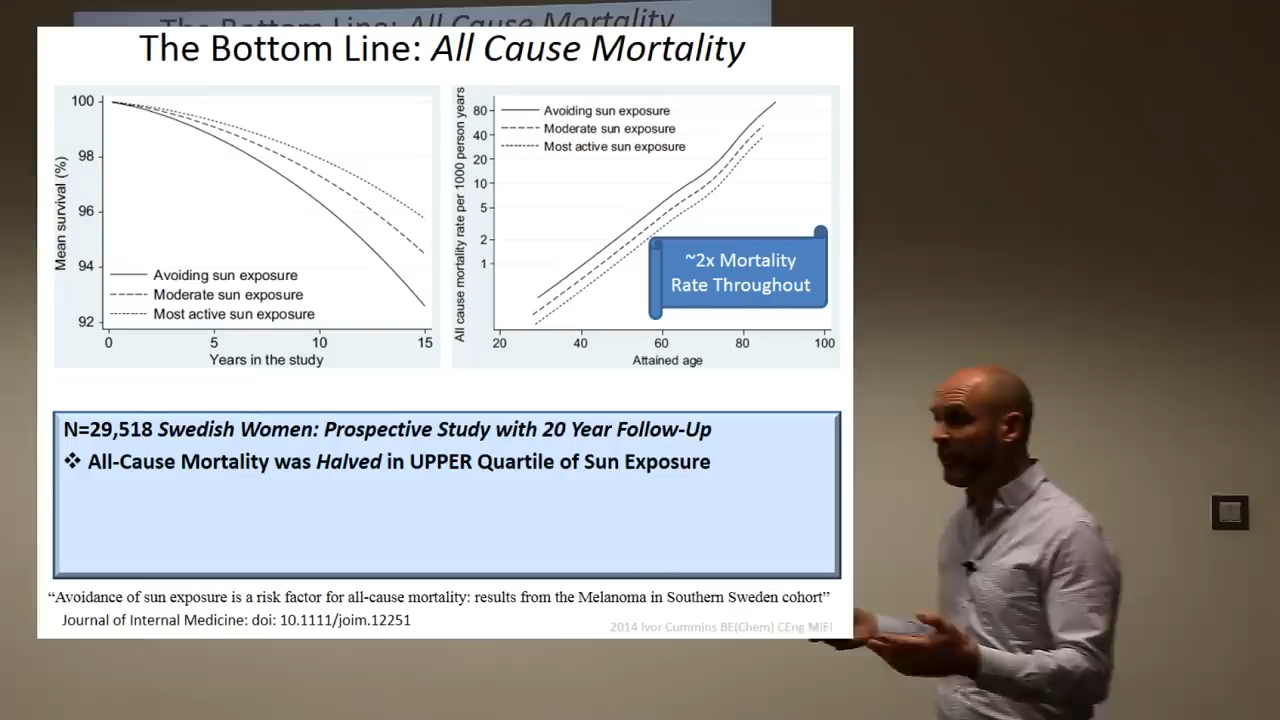 The Bottom Line: All Cause Mortality
The Bottom Line: All Cause Mortality
Mean survival (%)
100
98
96
94
92
Avoiding sun exposure
Moderate sun exposure
Most active sun exposure
0
5
10
15
Years in the study
All cause mortality rate per 1000 person years
80
40
20
10
5
2
1
Avoiding sun exposure
Moderate sun exposure
Most active sun exposure
~2x Mortality
Rate Throughout
20
40
60
80
100
Attained age
N=29,518 Swedish Women: Prospective Study with 20 Year Follow-Up
❖ All-Cause Mortality was Halved in UPPER Quartile of Sun Exposure
“Avoidance of sun exposure is a risk factor for all-cause mortality: results from the Melanoma in Southern Sweden cohort”
Journal of Internal Medicine: doi: 10.1111/joim.12251
2014 Ivor Cummins BE(Chem) CEng MIEI